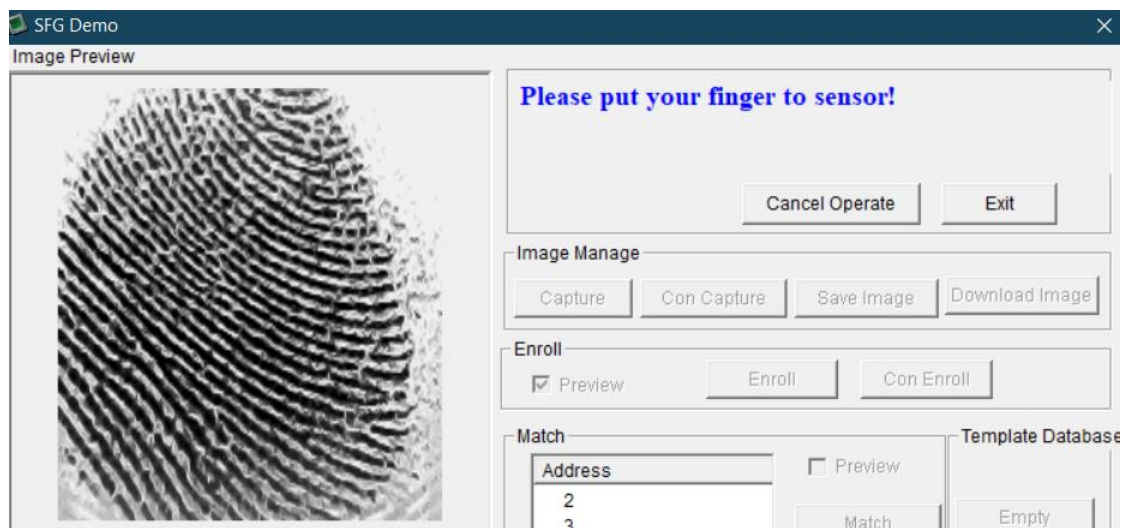 SFG Demo
Image Preview
Please put your finger to sensor!
Cancel Operate Exit
Image Manage
Capture Con Capture Save Image Download Image
Enroll
Preview Enroll Con Enroll
Match Template Database
Address Preview
2
3 Match Empty